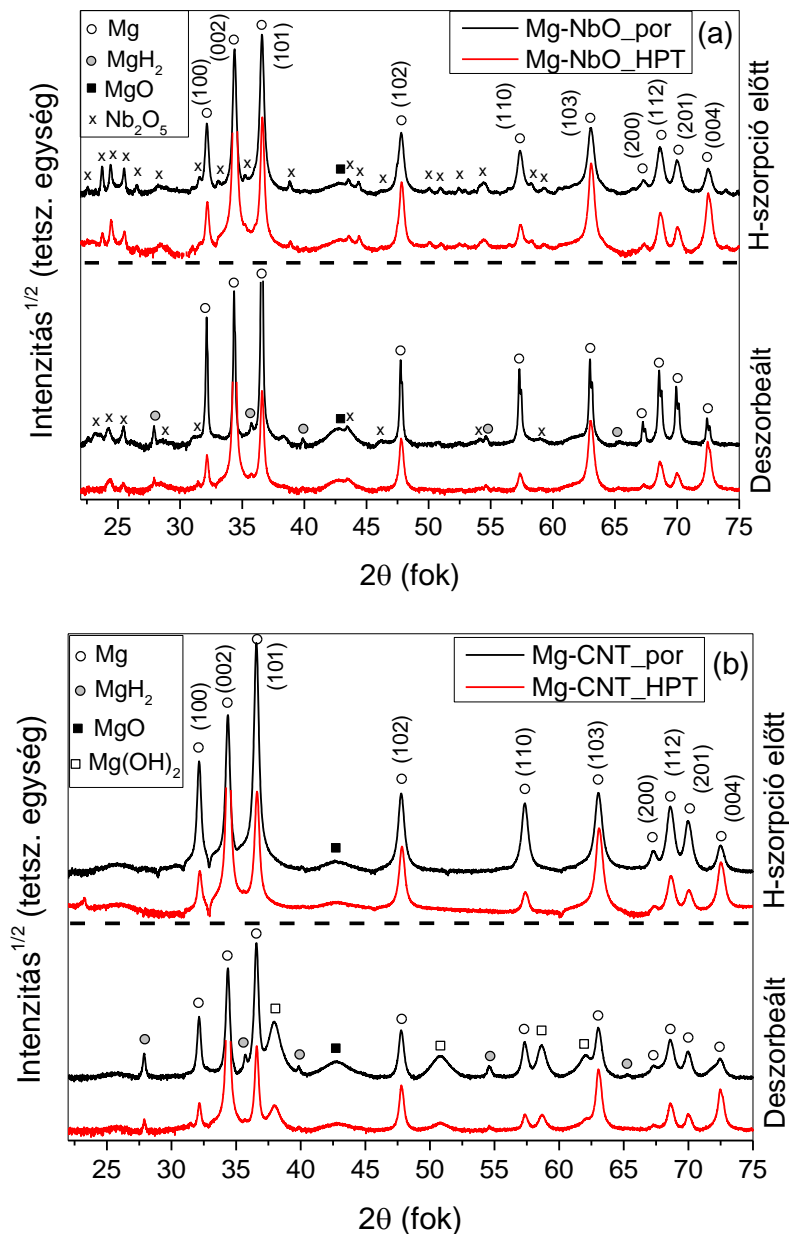 Mg
MgH2
MgO
Nb2O5
Mg-NbO_por
Mg-NbO_HPT
(a)
(100)
(002)
(101)
(102)
(110)
(103)
(200)
(112)
(201)
(004)
Intenzitás1/2 (tetsz. egység)
H-szorpció előtt
Deszorbeált
25 30 35 40 45 50 55 60 65 70 75
2θ (fok)
Mg
MgH2
MgO
Mg(OH)2
Mg-CNT_por
Mg-CNT_HPT
(b)
(100)
(002)
(101)
(102)
(110)
(103)
(200)
(112)
(201)
(004)
Intenzitás1/2 (tetsz. egység)
H-szorpció előtt
Deszorbeált
25 30 35 40 45 50 55 60 65 70 75
2θ (fok)